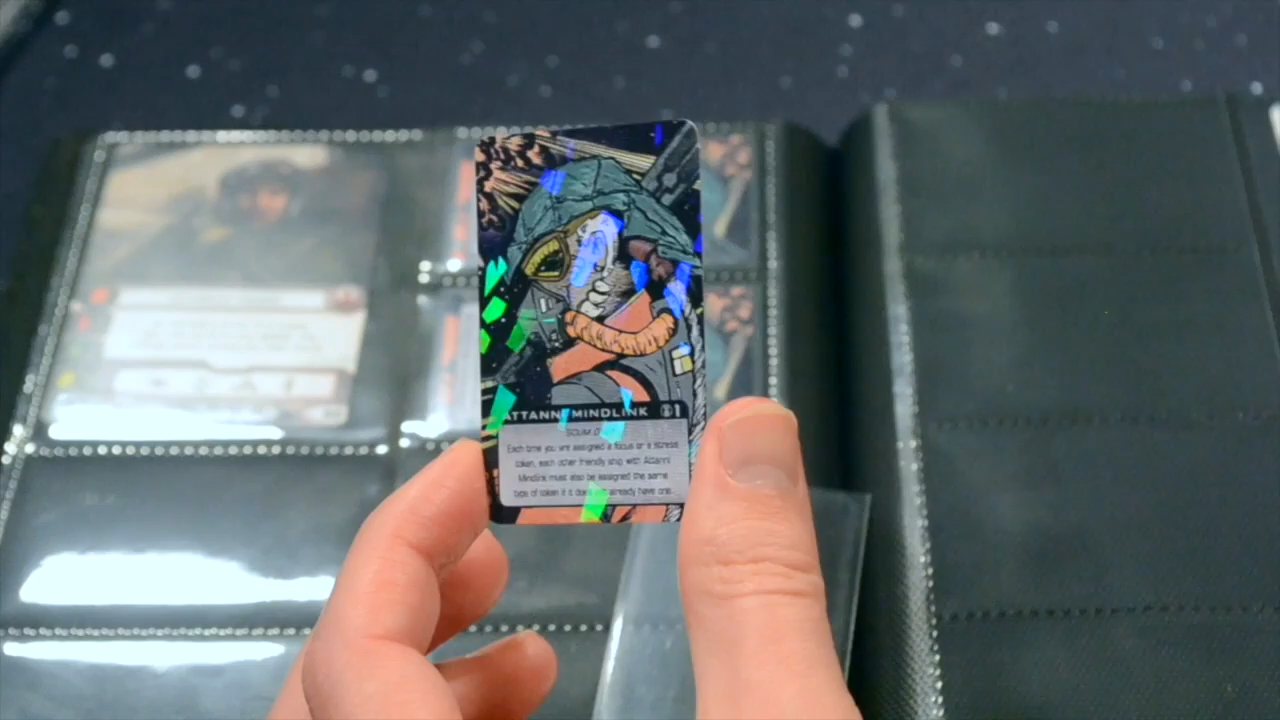 ATTANNI MINDLINK 1
SCUM O
Each time you are assigned a focus or a stress
token, each other friendly ship with Attanni
Mindlink must also be assigned the same
type of token if it does already have one.